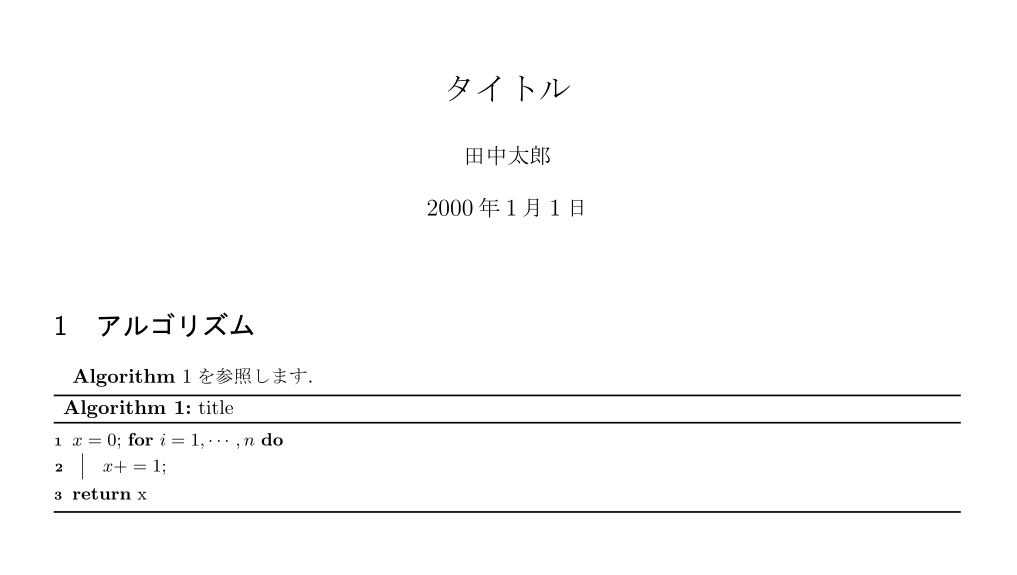 タイトル
田中太郎
2000 年 1 月 1 日
1 アルゴリズム
Algorithm 1 を参照します.
Algorithm 1: title
1 x = 0; for i = 1, ··· , n do
2 x+ = 1;
3 return x